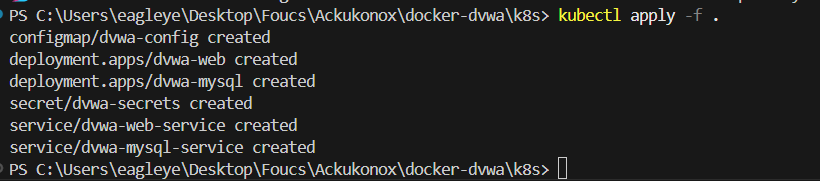 PS C:\Users\eagleye\Desktop\Foucs\Ackukonox\docker-dvwa\k8s> kubectl apply -f .
configmap/dvwa-config created
deployment.apps/dvwa-web created
deployment.apps/dvwa-mysql created
secret/dvwa-secrets created
service/dvwa-web-service created
service/dvwa-mysql-service created
PS C:\Users\eagleye\Desktop\Foucs\Ackukonox\docker-dvwa\k8s>